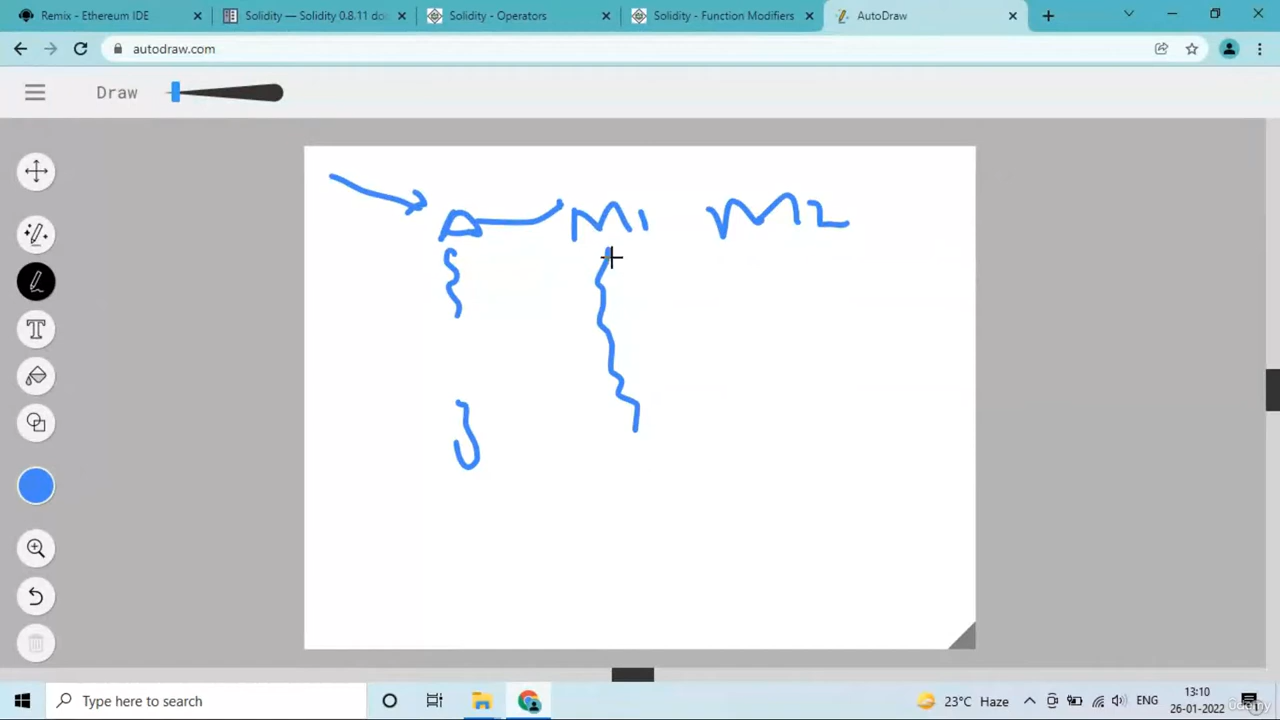 Remix - Ethereum IDE
Solidity — Solidity 0.8.11 do
Solidity - Operators
Solidity - Function Modifiers
AutoDraw
autodraw.com
Draw
A M1 M2
T
Type here to search
23°C Haze
ENG
13:10
26-01-2022
Udemy